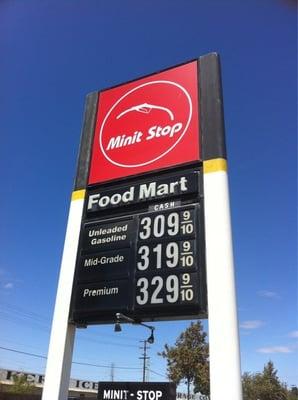 Minit Stop
Food Mart
CASH
Unleaded
Gasoline
309 9/10
Mid-Grade
319 9/10
Premium
329 9/10
ICE
MINIT - STOP